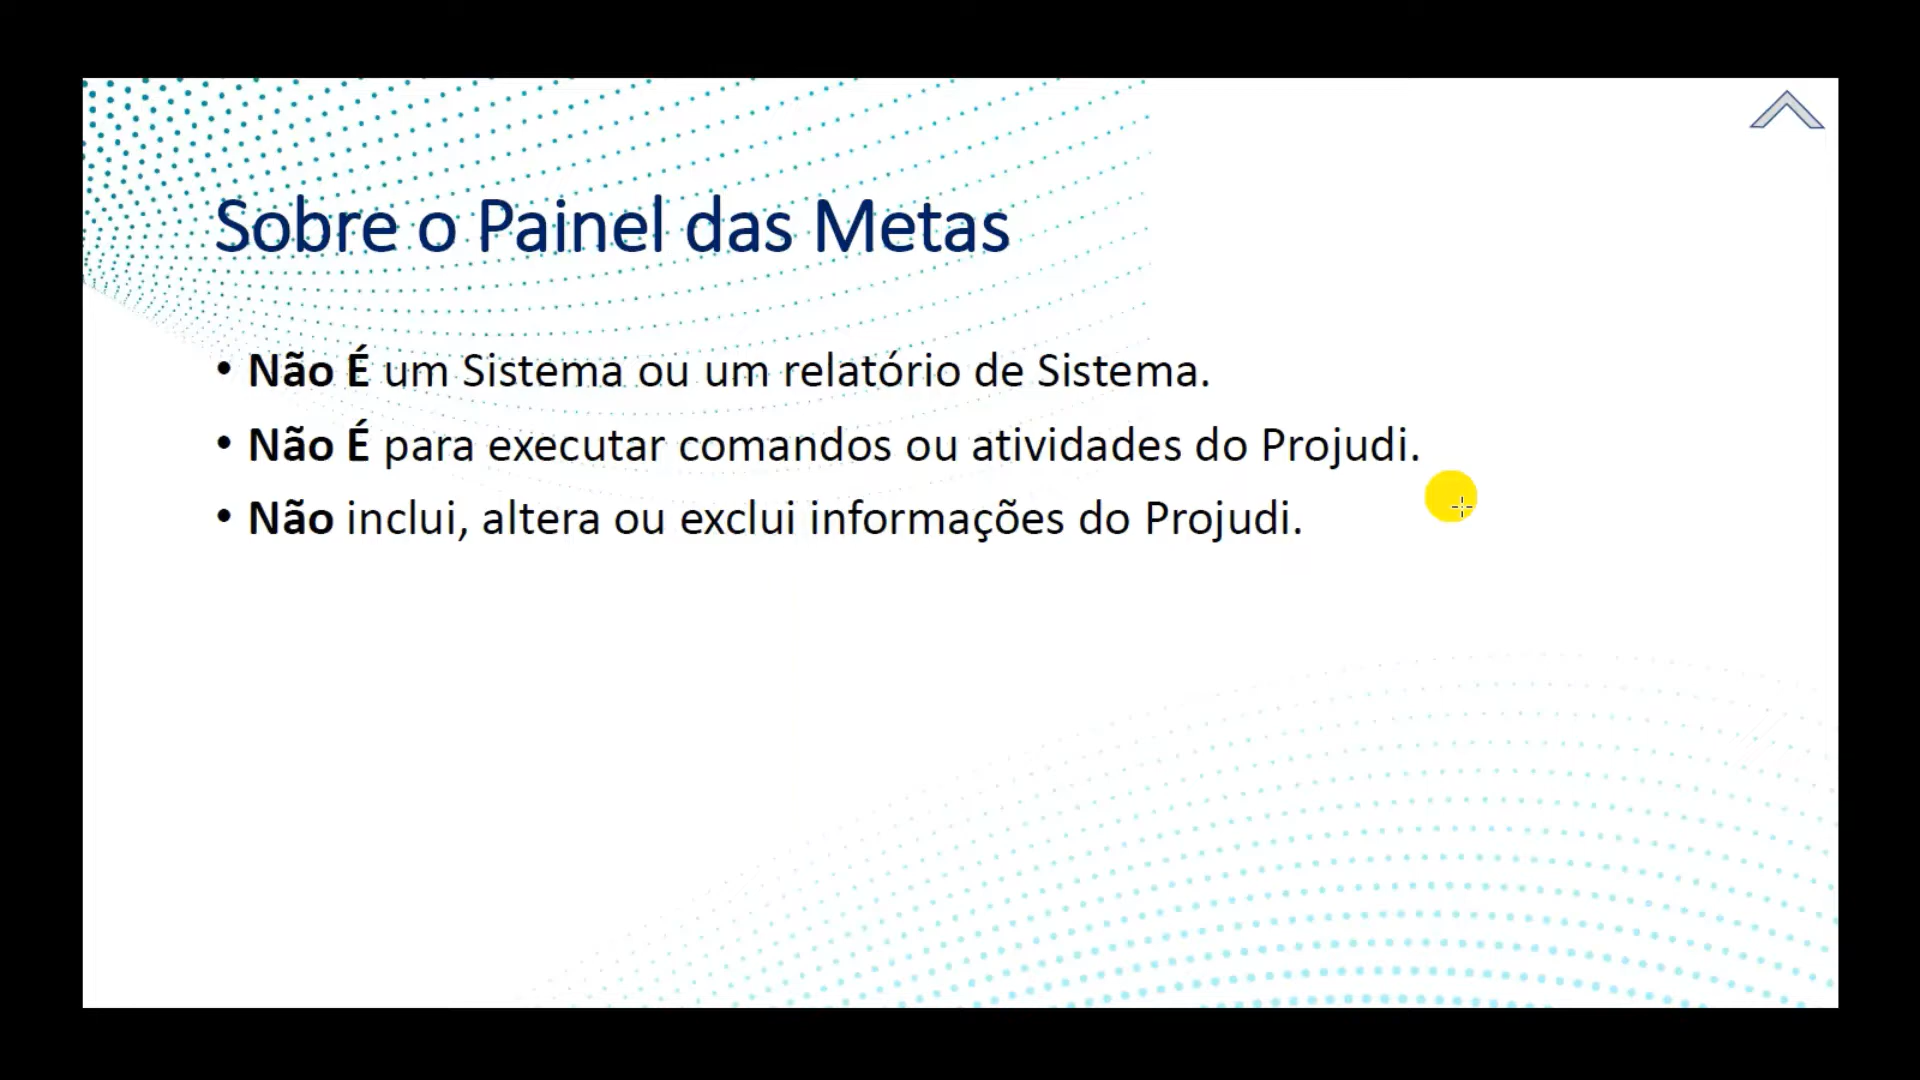 Sobre o Painel das Metas
• Não É um Sistema ou um relatório de Sistema.
• Não É para executar comandos ou atividades do Projudi.
• Não inclui, altera ou exclui informações do Projudi.